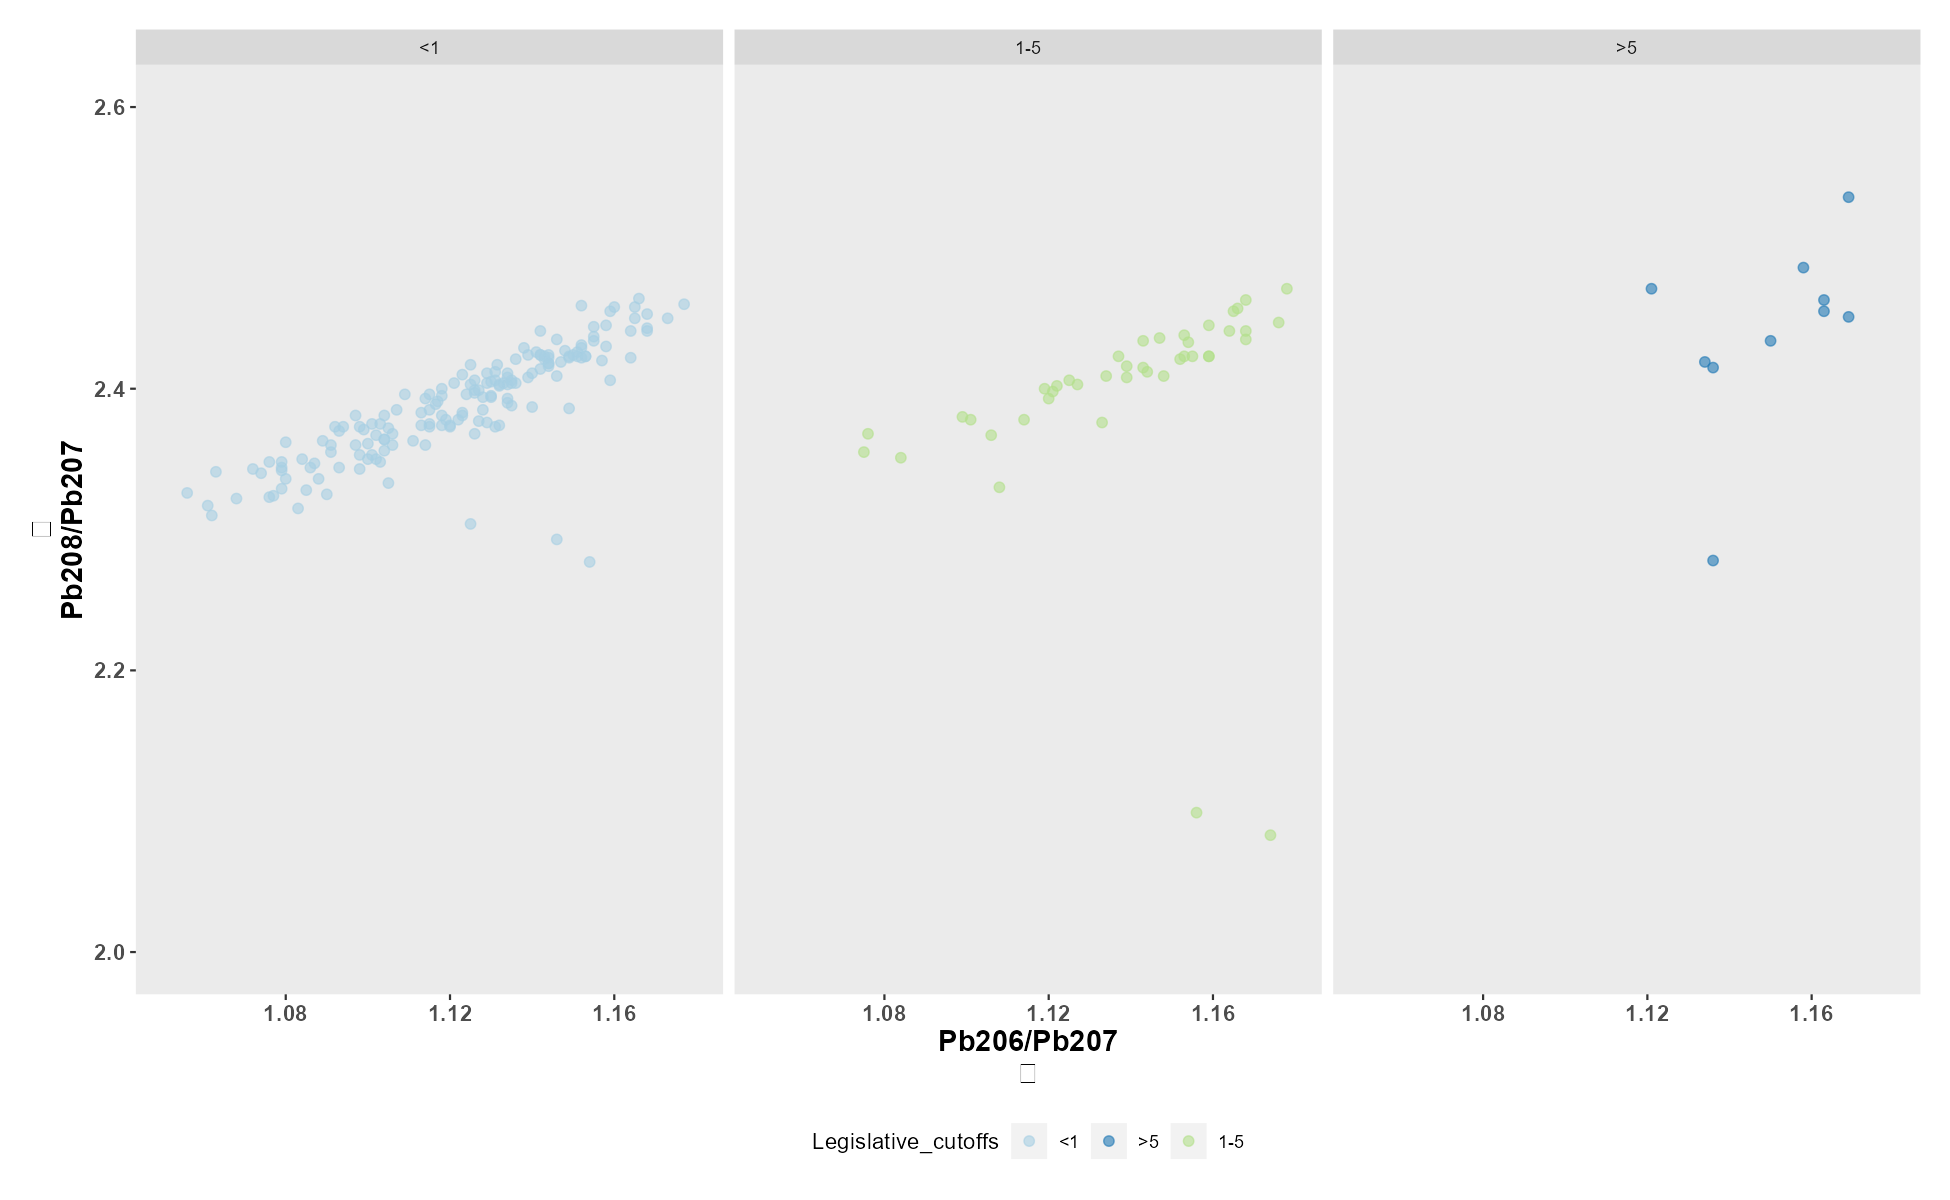 <1 1-5 >5
2.6
2.4
2.2
2.0
Pb208/Pb207
1.08 1.12 1.16 1.08 1.12 1.16 1.08 1.12 1.16
Pb206/Pb207
Legislative_cutoffs <1 >5 1-5